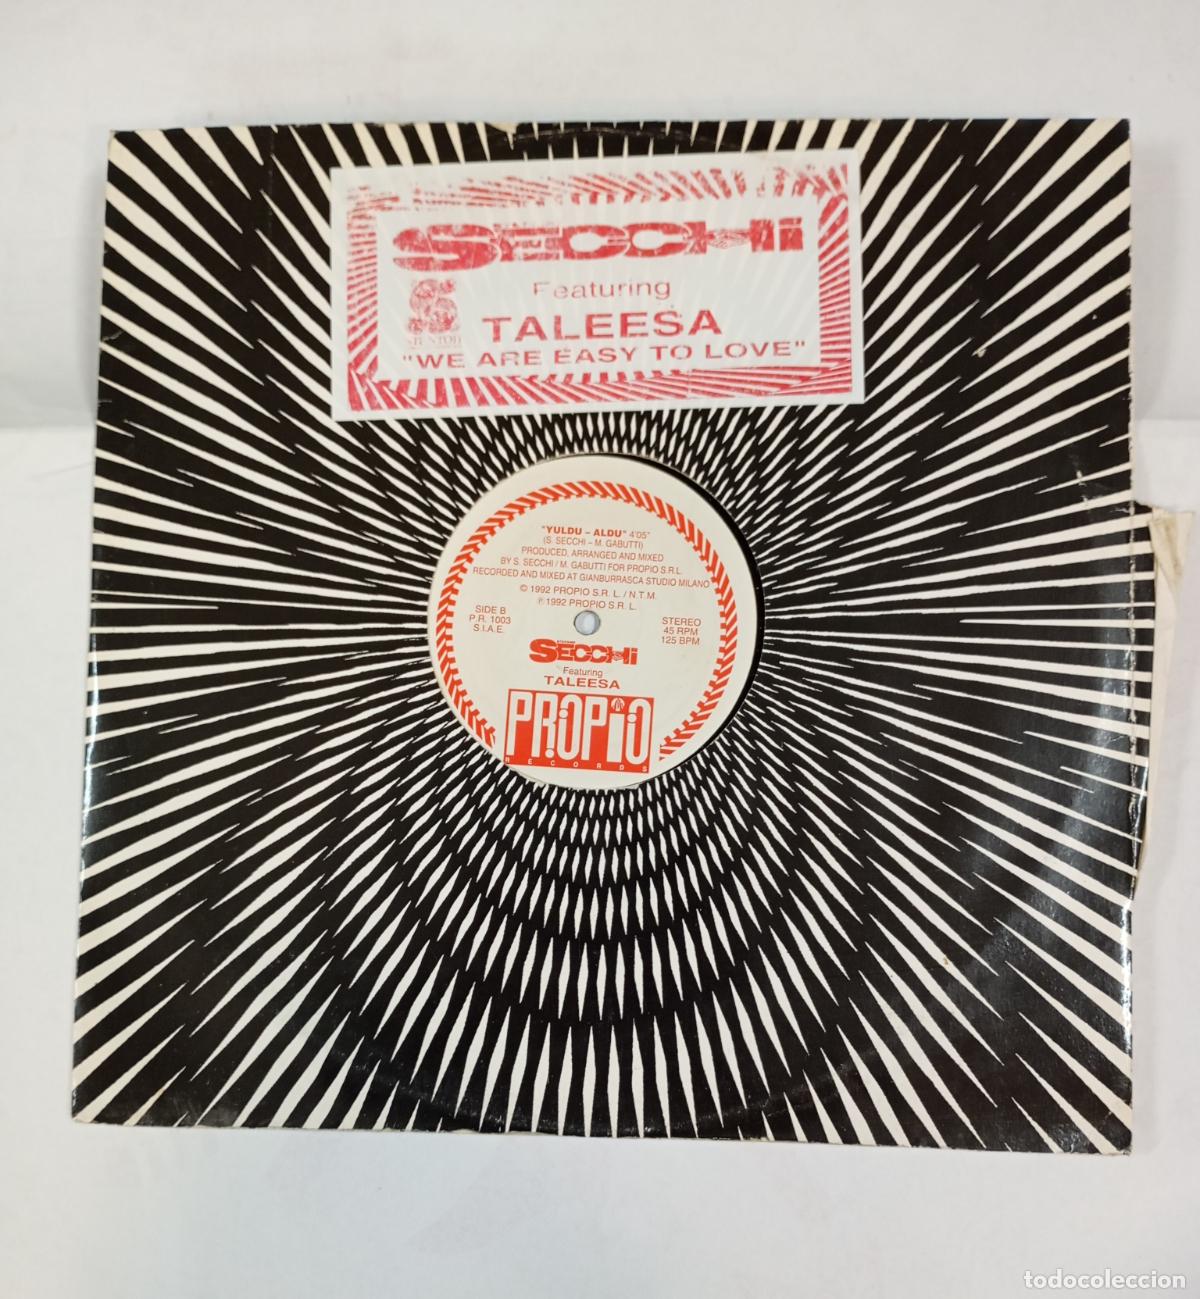 SECCHI
Featuring
TALEESA
"WE ARE EASY TO LOVE"
"YULDU – ALDU" 4'05"
(S. SECCHI – M. GABUTTI)
PRODUCED, ARRANGED AND MIXED
BY S. SECCHI / M. GABUTTI FOR PROPIO S.R.L.
RECORDED AND MIXED AT GIANBURRASCA STUDIO MILANO
© 1992 PROPIO S.R.L. / N.T.M.
℗ 1992 PROPIO S.R.L.
SIDE B
P.R. 1003
S.I.A.E.
STEREO
45 RPM
125 BPM
STEFANO
SECCHI
Featuring
TALEESA
PROPIO
RECORDS
todocoleccion